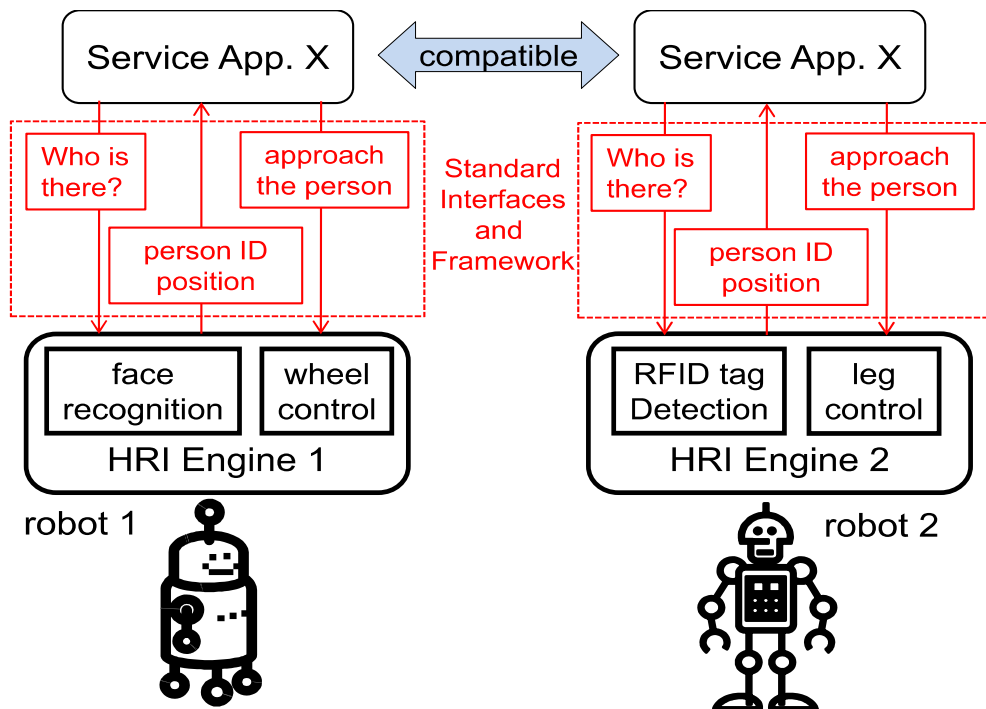 Service App. X
compatible
Service App. X
Who is
there?
approach
the person
person ID
position
Standard
Interfaces
and
Framework
Who is
there?
approach
the person
person ID
position
face
recognition
wheel
control
HRI Engine 1
RFID tag
Detection
leg
control
HRI Engine 2
robot 1
robot 2